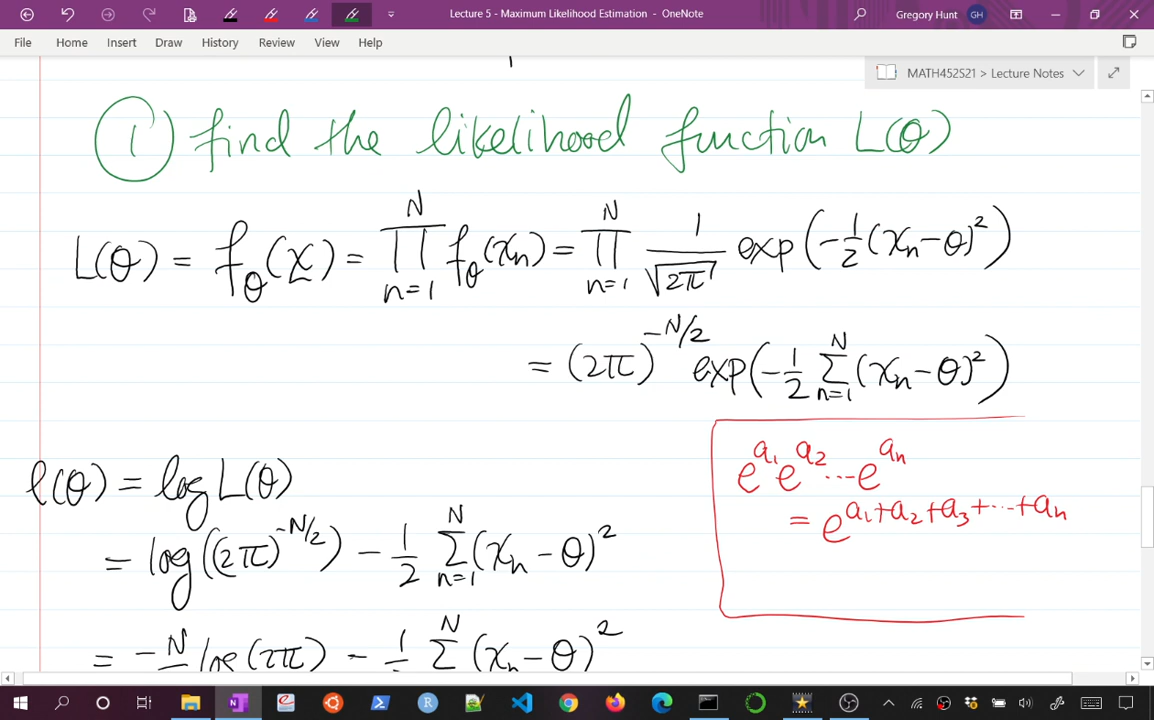 Lecture 5 - Maximum Likelihood Estimation - OneNote
Gregory Hunt GH
File Home Insert Draw History Review View Help
MATH452S21 > Lecture Notes
① find the likelihood function L(θ)
L(θ) = f_θ(x) = ∏_{n=1}^{N} f_θ(x_n) = ∏_{n=1}^{N} 1/√(2π) exp(-1/2 (x_n - θ)²)
= (2π)^{-N/2} exp(-1/2 ∑_{n=1}^{N} (x_n - θ)²)
e^{a_1} e^{a_2} ... e^{a_n}
= e^{a_1+a_2+a_3+...+a_n}
ℓ(θ) = log L(θ)
= log((2π)^{-N/2}) - 1/2 ∑_{n=1}^{N} (x_n - θ)²
= -N/ log(2π) - 1/ ∑^{N} (x_n - θ)²